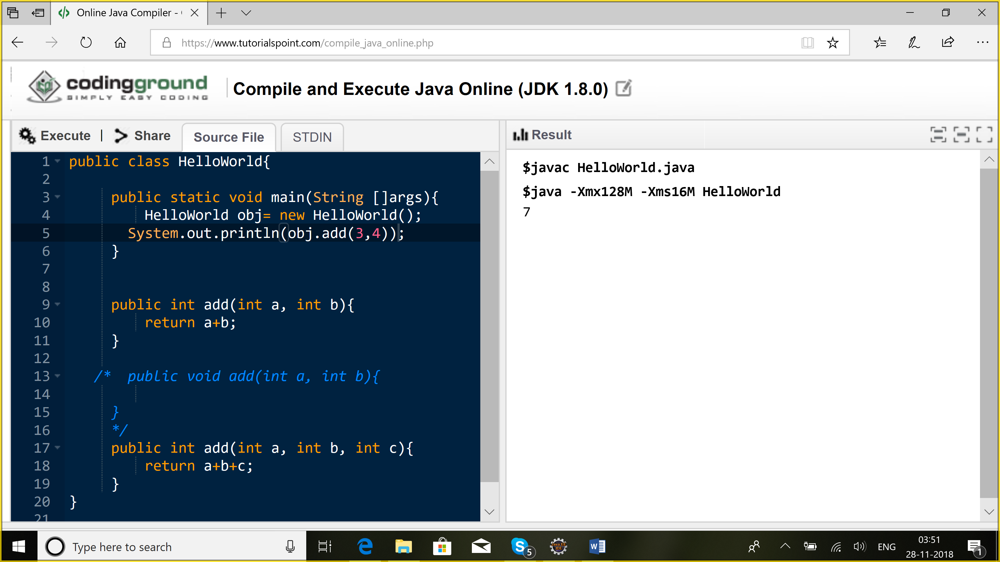 Online Java Compiler - 
https://www.tutorialspoint.com/compile_java_online.php
codingground
SIMPLY EASY CODING
Compile and Execute Java Online (JDK 1.8.0)
Execute | Share Source File STDIN
Result
1 public class HelloWorld{
2
3 public static void main(String []args){
4 HelloWorld obj= new HelloWorld();
5 System.out.println(obj.add(3,4));
6 }
7
8
9 public int add(int a, int b){
10 return a+b;
11 }
12
13 /* public void add(int a, int b){
14
15 }
16 */
17 public int add(int a, int b, int c){
18 return a+b+c;
19 }
20 }
21
$javac HelloWorld.java
$java -Xmx128M -Xms16M HelloWorld
7
Type here to search
S 5
Java EE
IDE
W
ENG
03:51
28-11-2018
1